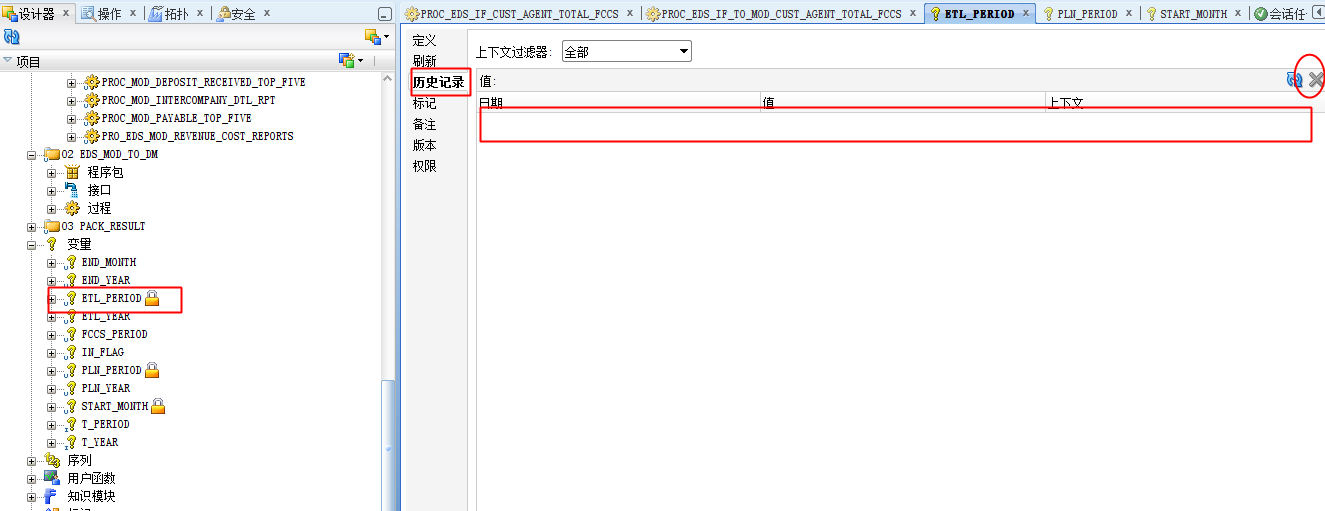 设计器 x 操作 x 拓扑 x 安全 x
项目
PROC_MOD_DEPOSIT_RECEIVED_TOP_FIVE
PROC_MOD_INTERCOMPANY_DTL_RPT
PROC_MOD_PAYABLE_TOP_FIVE
PRO_EDS_MOD_REVENUE_COST_REPORTS
02 EDS_MOD_TO_DM
程序包
接口
过程
03 PACK_RESULT
变量
END_MONTH
END_YEAR
ETL_PERIOD
ETL_YEAR
FCCS_PERIOD
IN_FLAG
PLN_PERIOD
PLN_YEAR
START_MONTH
T_PERIOD
T_YEAR
序列
用户函数
知识模块
PROC_EDS_IF_CUST_AGENT_TOTAL_FCCS x PROC_EDS_IF_TO_MOD_CUST_AGENT_TOTAL_FCCS x ETL_PERIOD x PLN_PERIOD x START_MONTH x 会话任
定义
刷新
历史记录
标记
备注
版本
权限
上下文过滤器: 全部
值:
日期 值 上下文